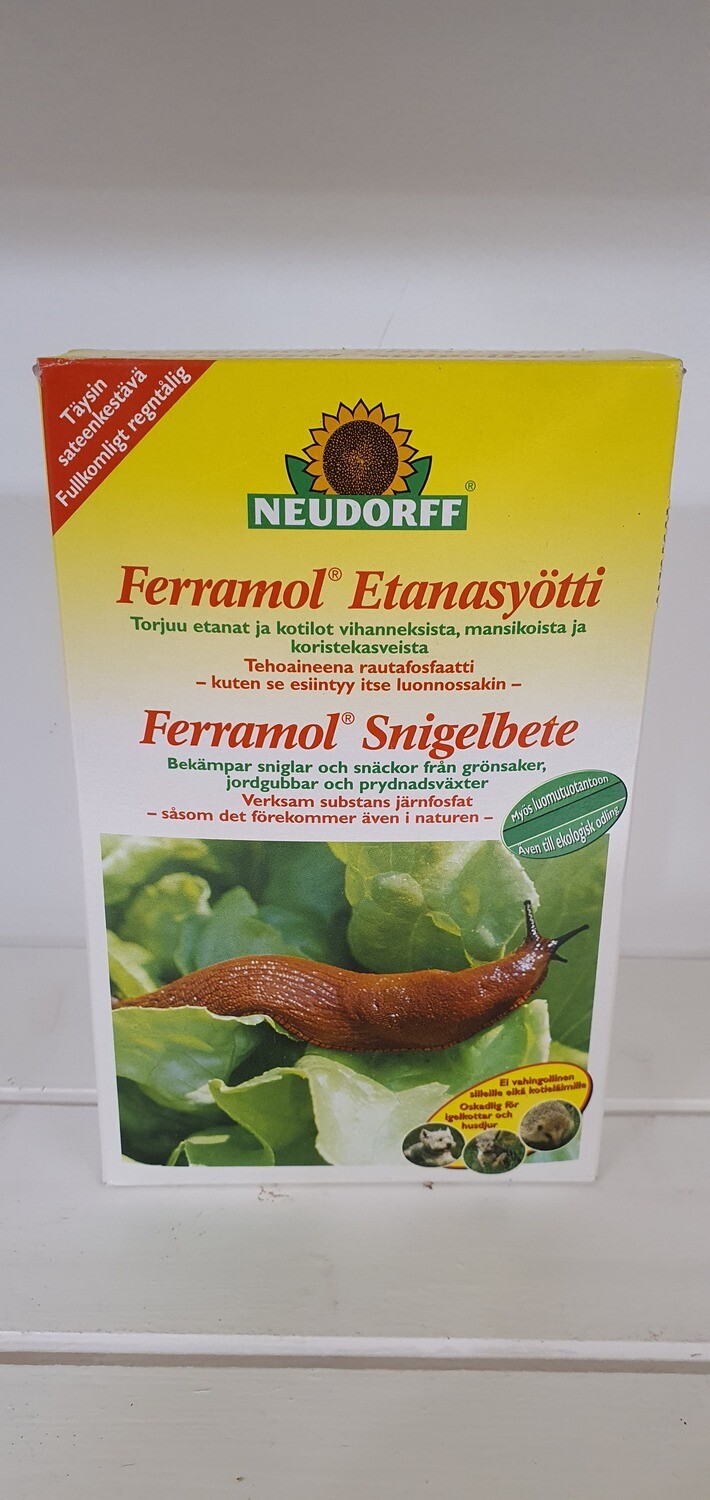 Täysin
sateenkestävä
Fullkomligt regntålig
NEUDORFF®
Ferramol® Etanasyötti
Torjuu etanat ja kotilot vihanneksista, mansikoista ja
koristekasveista
Tehoaineena rautafosfaatti
– kuten se esiintyy itse luonnossakin –
Ferramol® Snigelbete
Bekämpar sniglar och snäckor från grönsaker,
jordgubbar och prydnadsväxter
Verksam substans järnfosfat
– såsom det förekommer även i naturen –
Myös luomutuotantoon
Även till ekologisk odling
Ei vahingollinen
siileille eikä kotieläimille
Oskadlig för
igelkottar och
husdjur